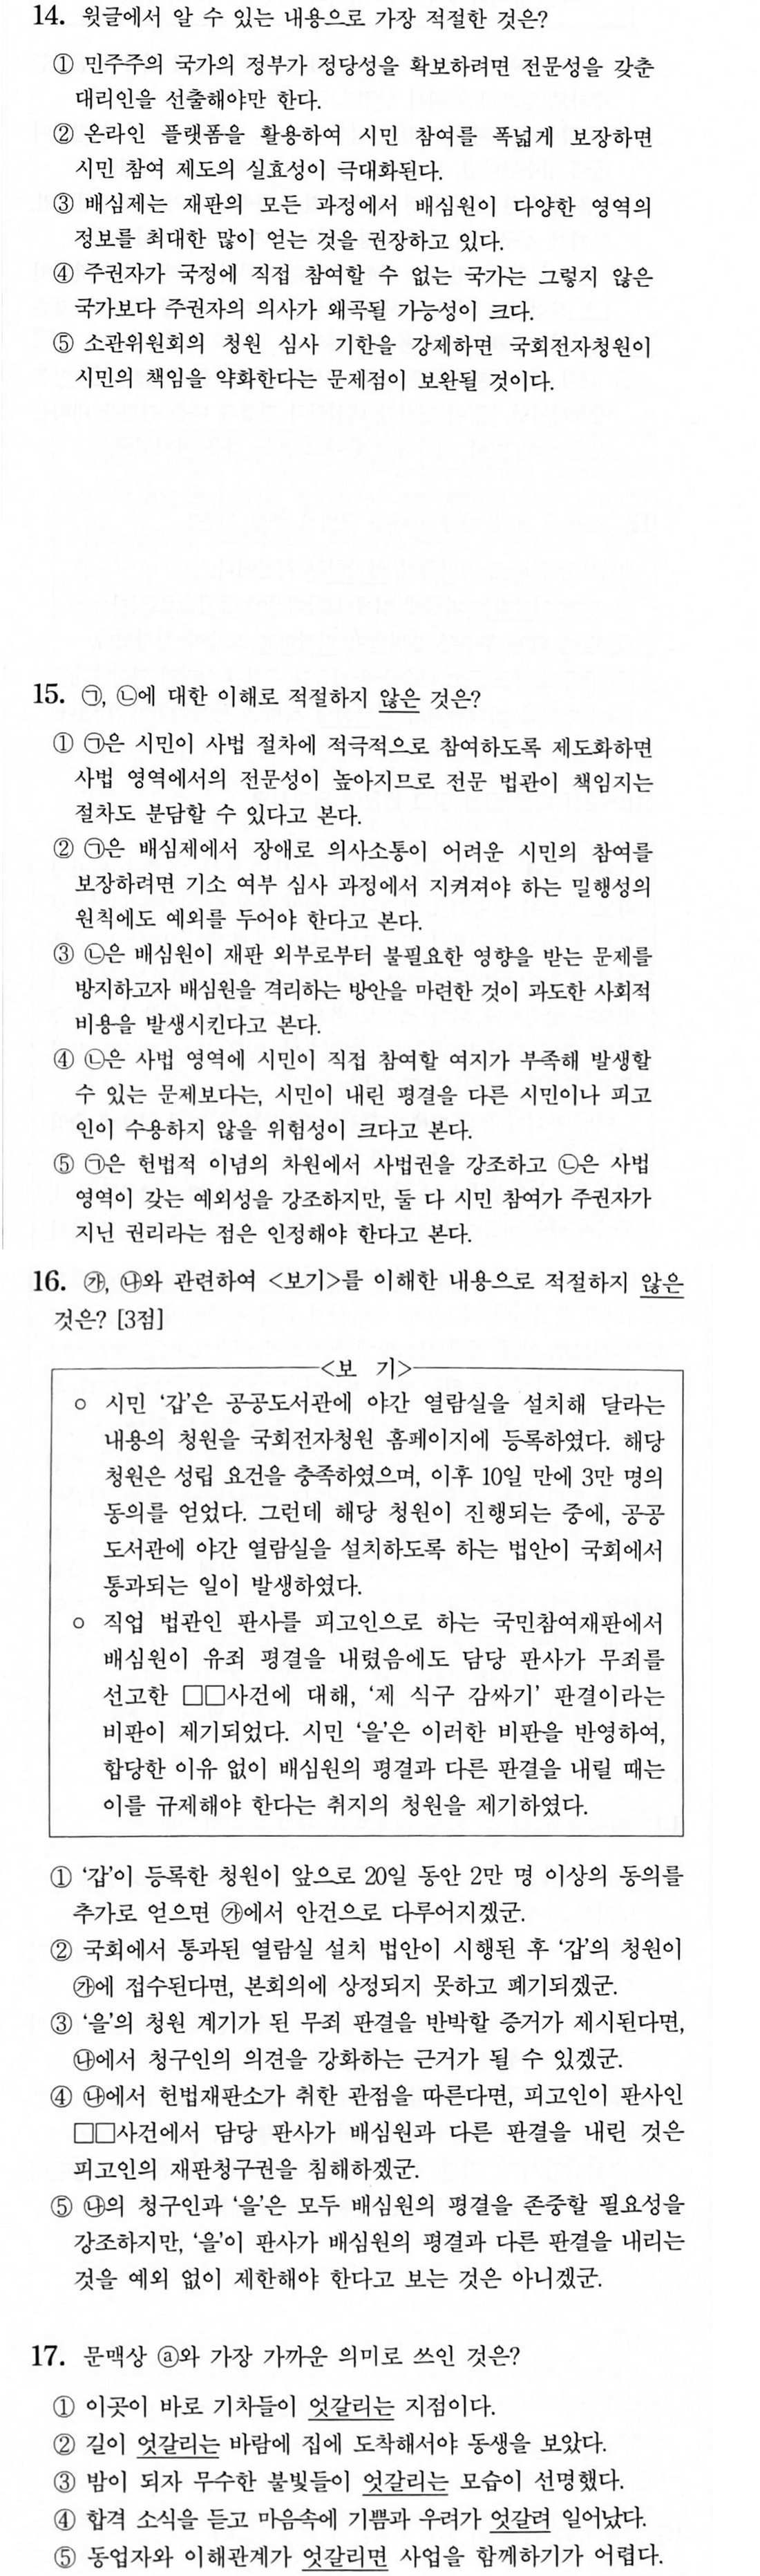 14. 윗글에서 알 수 있는 내용으로 가장 적절한 것은?
① 민주주의 국가의 정부가 정당성을 확보하려면 전문성을 갖춘
대리인을 선출해야만 한다.
② 온라인 플랫폼을 활용하여 시민 참여를 폭넓게 보장하면
시민 참여 제도의 실효성이 극대화된다.
③ 배심제는 재판의 모든 과정에서 배심원이 다양한 영역의
정보를 최대한 많이 얻는 것을 권장하고 있다.
④ 주권자가 국정에 직접 참여할 수 없는 국가는 그렇지 않은
국가보다 주권자의 의사가 왜곡될 가능성이 크다.
⑤ 소관위원회의 청원 심사 기한을 강제하면 국회전자청원이
시민의 책임을 약화한다는 문제점이 보완될 것이다.
15. ㉠, ㉡에 대한 이해로 적절하지 않은 것은?
① ㉠은 시민이 사법 절차에 적극적으로 참여하도록 제도화하면
사법 영역에서의 전문성이 높아지므로 전문 법관이 책임지는
절차도 분담할 수 있다고 본다.
② ㉠은 배심제에서 장애로 의사소통이 어려운 시민의 참여를
보장하려면 기소 여부 심사 과정에서 지켜져야 하는 밀행성의
원칙에도 예외를 두어야 한다고 본다.
③ ㉡은 배심원이 재판 외부로부터 불필요한 영향을 받는 문제를
방지하고자 배심원을 격리하는 방안을 마련한 것이 과도한 사회적
비용을 발생시킨다고 본다.
④ ㉡은 사법 영역에 시민이 직접 참여할 여지가 부족해 발생할
수 있는 문제보다는, 시민이 내린 평결을 다른 시민이나 피고
인이 수용하지 않을 위험성이 크다고 본다.
⑤ ㉠은 헌법적 이념의 차원에서 사법권을 강조하고 ㉡은 사법
영역이 갖는 예외성을 강조하지만, 둘 다 시민 참여가 주권자가
지닌 권리라는 점은 인정해야 한다고 본다.
16. ㉮, ㉯와 관련하여 <보기>를 이해한 내용으로 적절하지 않은
것은? [3점]
<보 기>
○ 시민 ‘갑’은 공공도서관에 야간 열람실을 설치해 달라는
내용의 청원을 국회전자청원 홈페이지에 등록하였다. 해당
청원은 성립 요건을 충족하였으며, 이후 10일 만에 3만 명의
동의를 얻었다. 그런데 해당 청원이 진행되는 중에, 공공
도서관에 야간 열람실을 설치하도록 하는 법안이 국회에서
통과되는 일이 발생하였다.
○ 직업 법관인 판사를 피고인으로 하는 국민참여재판에서
배심원이 유죄 평결을 내렸음에도 담당 판사가 무죄를
선고한 □□사건에 대해, ‘제 식구 감싸기’ 판결이라는
비판이 제기되었다. 시민 ‘을’은 이러한 비판을 반영하여,
합당한 이유 없이 배심원의 평결과 다른 판결을 내릴 때는
이를 규제해야 한다는 취지의 청원을 제기하였다.
① ‘갑’이 등록한 청원이 앞으로 20일 동안 2만 명 이상의 동의를
추가로 얻으면 ㉮에서 안건으로 다루어지겠군.
② 국회에서 통과된 열람실 설치 법안이 시행된 후 ‘갑’의 청원이
㉮에 접수된다면, 본회의에 상정되지 못하고 폐기되겠군.
③ ‘을’의 청원 계기가 된 무죄 판결을 반박할 증거가 제시된다면,
㉯에서 청구인의 의견을 강화하는 근거가 될 수 있겠군.
④ ㉯에서 헌법재판소가 취한 관점을 따른다면, 피고인이 판사인
□□사건에서 담당 판사가 배심원과 다른 판결을 내린 것은
피고인의 재판청구권을 침해하겠군.
⑤ ㉯의 청구인과 ‘을’은 모두 배심원의 평결을 존중할 필요성을
강조하지만, ‘을’이 판사가 배심원의 평결과 다른 판결을 내리는
것을 예외 없이 제한해야 한다고 보는 것은 아니겠군.
17. 문맥상 ⓐ와 가장 가까운 의미로 쓰인 것은?
① 이곳이 바로 기차들이 엇갈리는 지점이다.
② 길이 엇갈리는 바람에 집에 도착해서야 동생을 보았다.
③ 밤이 되자 무수한 불빛들이 엇갈리는 모습이 선명했다.
④ 합격 소식을 듣고 마음속에 기쁨과 우려가 엇갈려 일어났다.
⑤ 동업자와 이해관계가 엇갈리면 사업을 함께하기가 어렵다.